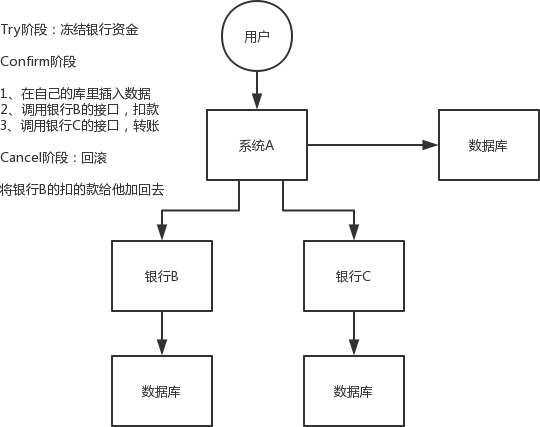 Try阶段：冻结银行资金
Confirm阶段
1、在自己的库里插入数据
2、调用银行B的接口，扣款
3、调用银行C的接口，转账
Cancel阶段：回滚
将银行B的扣的款给他加回去
用户
系统A
数据库
银行B
银行C
数据库
数据库